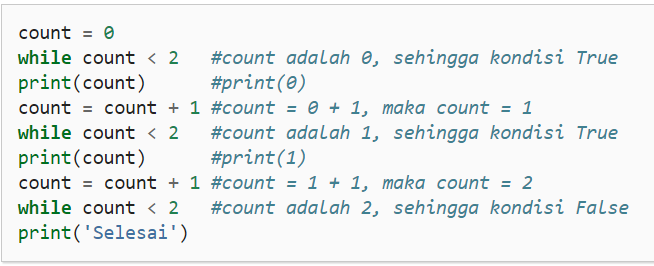 count = 0
while count < 2   #count adalah 0, sehingga kondisi True
print(count)      #print(0)
count = count + 1 #count = 0 + 1, maka count = 1
while count < 2   #count adalah 1, sehingga kondisi True
print(count)      #print(1)
count = count + 1 #count = 1 + 1, maka count = 2
while count < 2   #count adalah 2, sehingga kondisi False
print('Selesai')